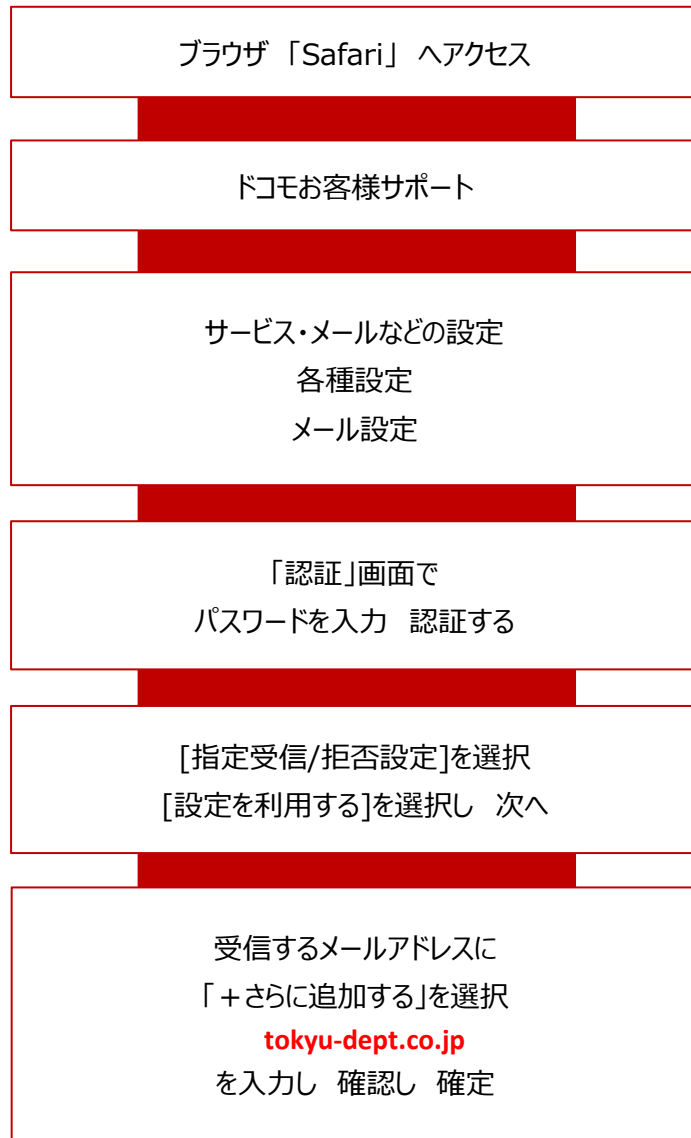 ブラウザ 「Safari」 へアクセス
ドコモお客様サポート
サービス・メールなどの設定
各種設定
メール設定
「認証」画面で
パスワードを入力　認証する
[指定受信/拒否設定]を選択
[設定を利用する]を選択し　次へ
受信するメールアドレスに
「＋さらに追加する」を選択
tokyu-dept.co.jp
を入力し　確認し　確定